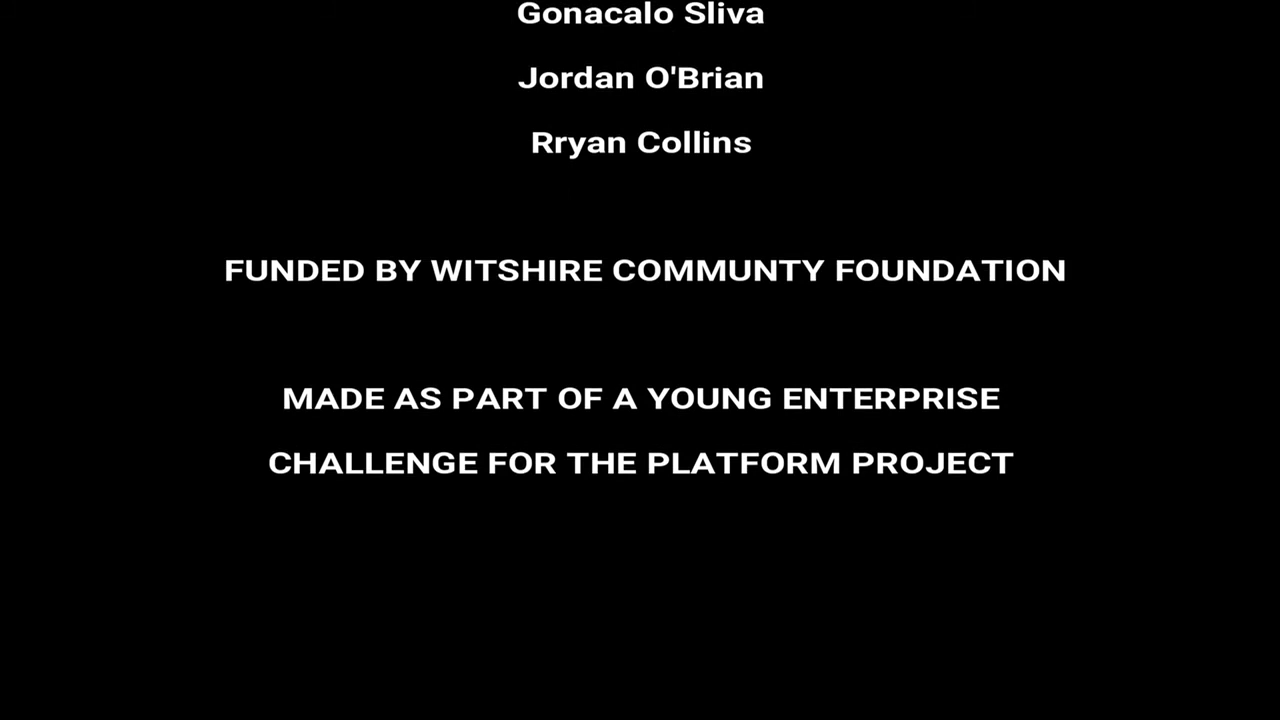 Gonacalo Sliva
Jordan O'Brian
Rryan Collins
FUNDED BY WITSHIRE COMMUNTY FOUNDATION
MADE AS PART OF A YOUNG ENTERPRISE
CHALLENGE FOR THE PLATFORM PROJECT